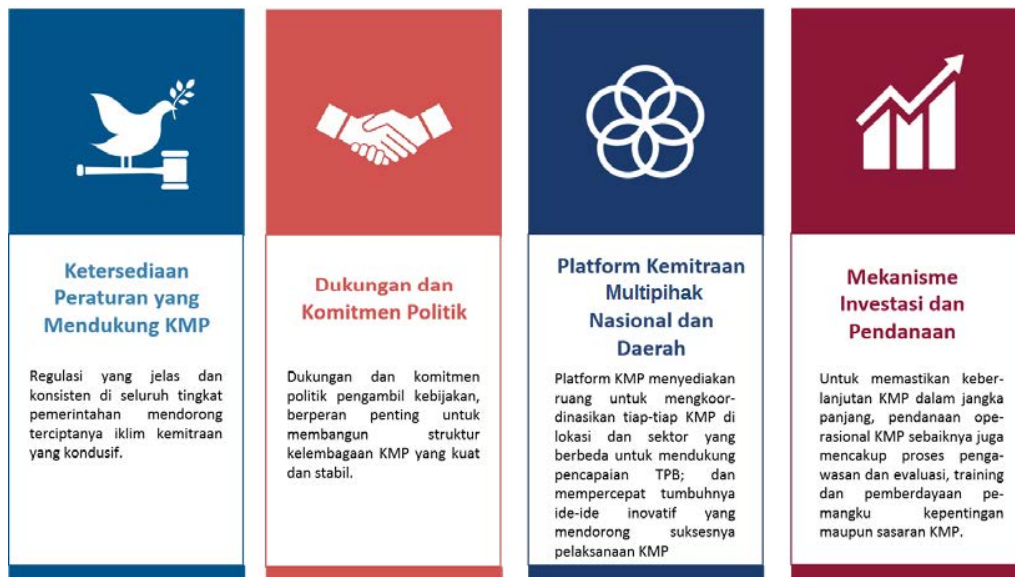 Ketersediaan
Peraturan yang
Mendukung KMP
Regulasi yang jelas dan
konsisten di seluruh tingkat
pemerintahan mendorong
terciptanya iklim kemitraan
yang kondusif.
Dukungan dan
Komitmen Politik
Dukungan dan komitmen
politik pengambil kebijakan,
berperan penting untuk
membangun struktur
kelembagaan KMP yang kuat
dan stabil.
Platform Kemitraan
Multipihak
Nasional dan
Daerah
Platform KMP menyediakan
ruang untuk mengkoor-
dinasikan tiap-tiap KMP di
lokasi dan sektor yang
berbeda untuk mendukung
pencapaian TPB; dan
mempercepat tumbuhnya
ide-ide inovatif yang
mendorong suksesnya
pelaksanaan KMP
Mekanisme
Investasi dan
Pendanaan
Untuk memastikan keber-
lanjutan KMP dalam jangka
panjang, pendanaan ope-
rasional KMP sebaiknya juga
mencakup proses penga-
wasan dan evaluasi, training
dan pemberdayaan pe-
mangku kepentingan
maupun sasaran KMP.